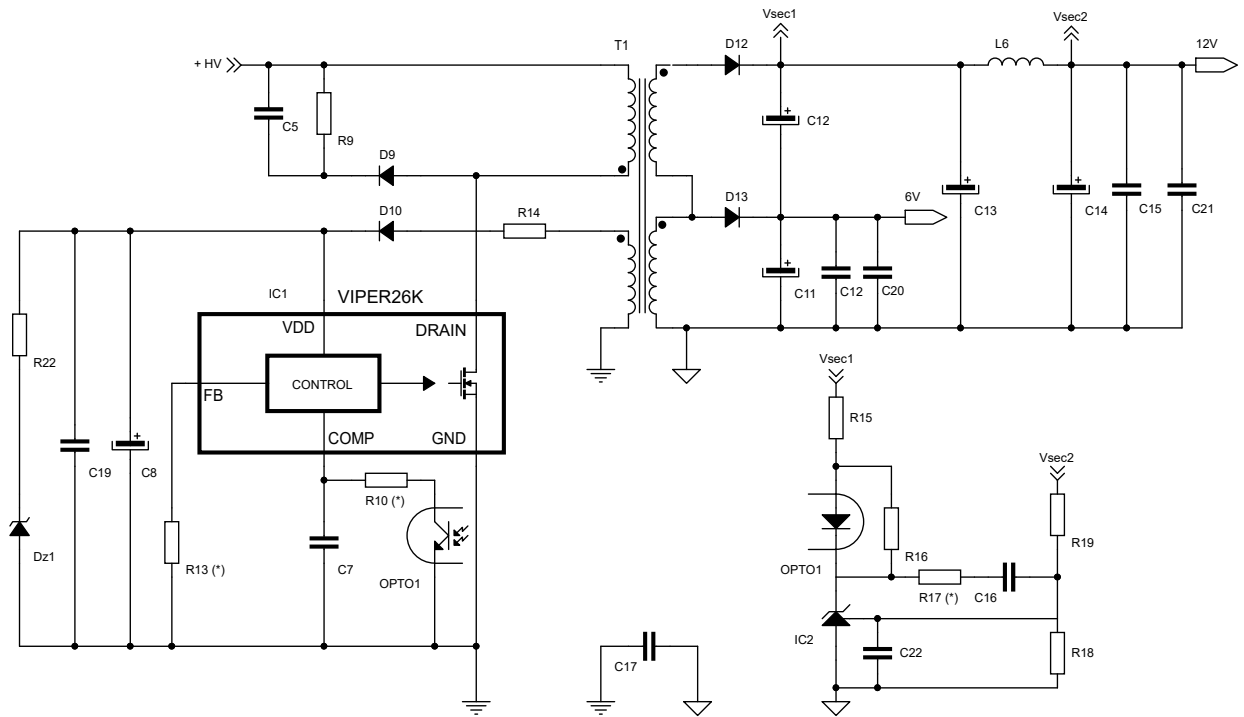 Vsec1
Vsec2
T1
D12
L6
12V
+ HV
C5
R9
C12
D9
D13
6V
C13
C14
C15
C21
D10
R14
C11
C12
C20
IC1
VIPER26K
VDD
DRAIN
R22
CONTROL
FB
Vsec1
R15
COMP
GND
C19
C8
R10 (*)
Vsec2
R19
Dz1
R13 (*)
C7
OPTO1
OPTO1
R16
R17 (*)
C16
IC2
C22
R18
C17